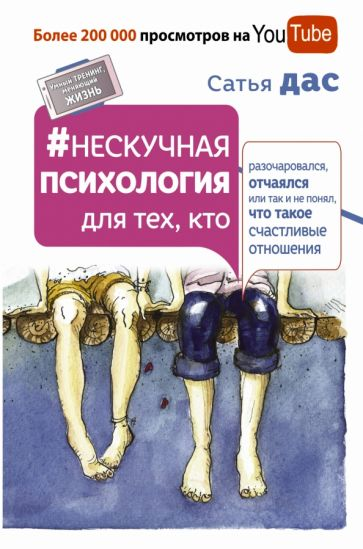 Более 200 000 просмотров на YouTube
Сатья дас
Умный ТРЕНИНГ,
меняющий
ЖИЗНЬ
#НЕСКУЧНАЯ
ПСИХОЛОГИЯ
для тех, кто
разочаровался,
отчаялся
или так и не понял,
что такое
счастливые
отношения